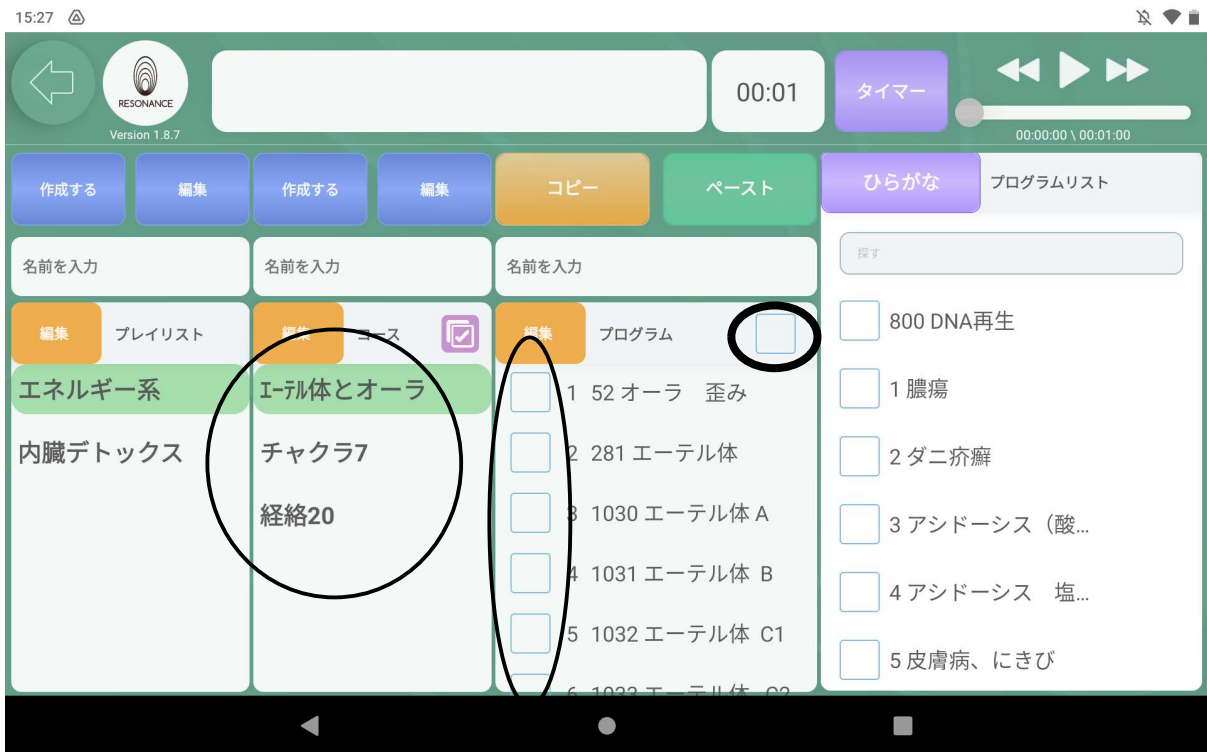 15:27
RESONANCE
Version 1.8.7
00:01
タイマー
00:00:00 \ 00:01:00
作成する
編集
作成する
編集
コピー
ペースト
ひらがな
プログラムリスト
名前を入力
名前を入力
名前を入力
探す
編集
プレイリスト
編集
コース
編集
プログラム
エネルギー系
内臓デトックス
ｴｰﾃﾙ体とオーラ
チャクラ7
経絡20
1 52 オーラ　歪み
2 281 エーテル体
3 1030 エーテル体 A
4 1031 エーテル体 B
5 1032 エーテル体 C1
6 1033 エーテル体 C2
800 DNA再生
1 膿瘍
2 ダニ疥癬
3 アシドーシス（酸...
4 アシドーシス　塩...
5 皮膚病、にきび